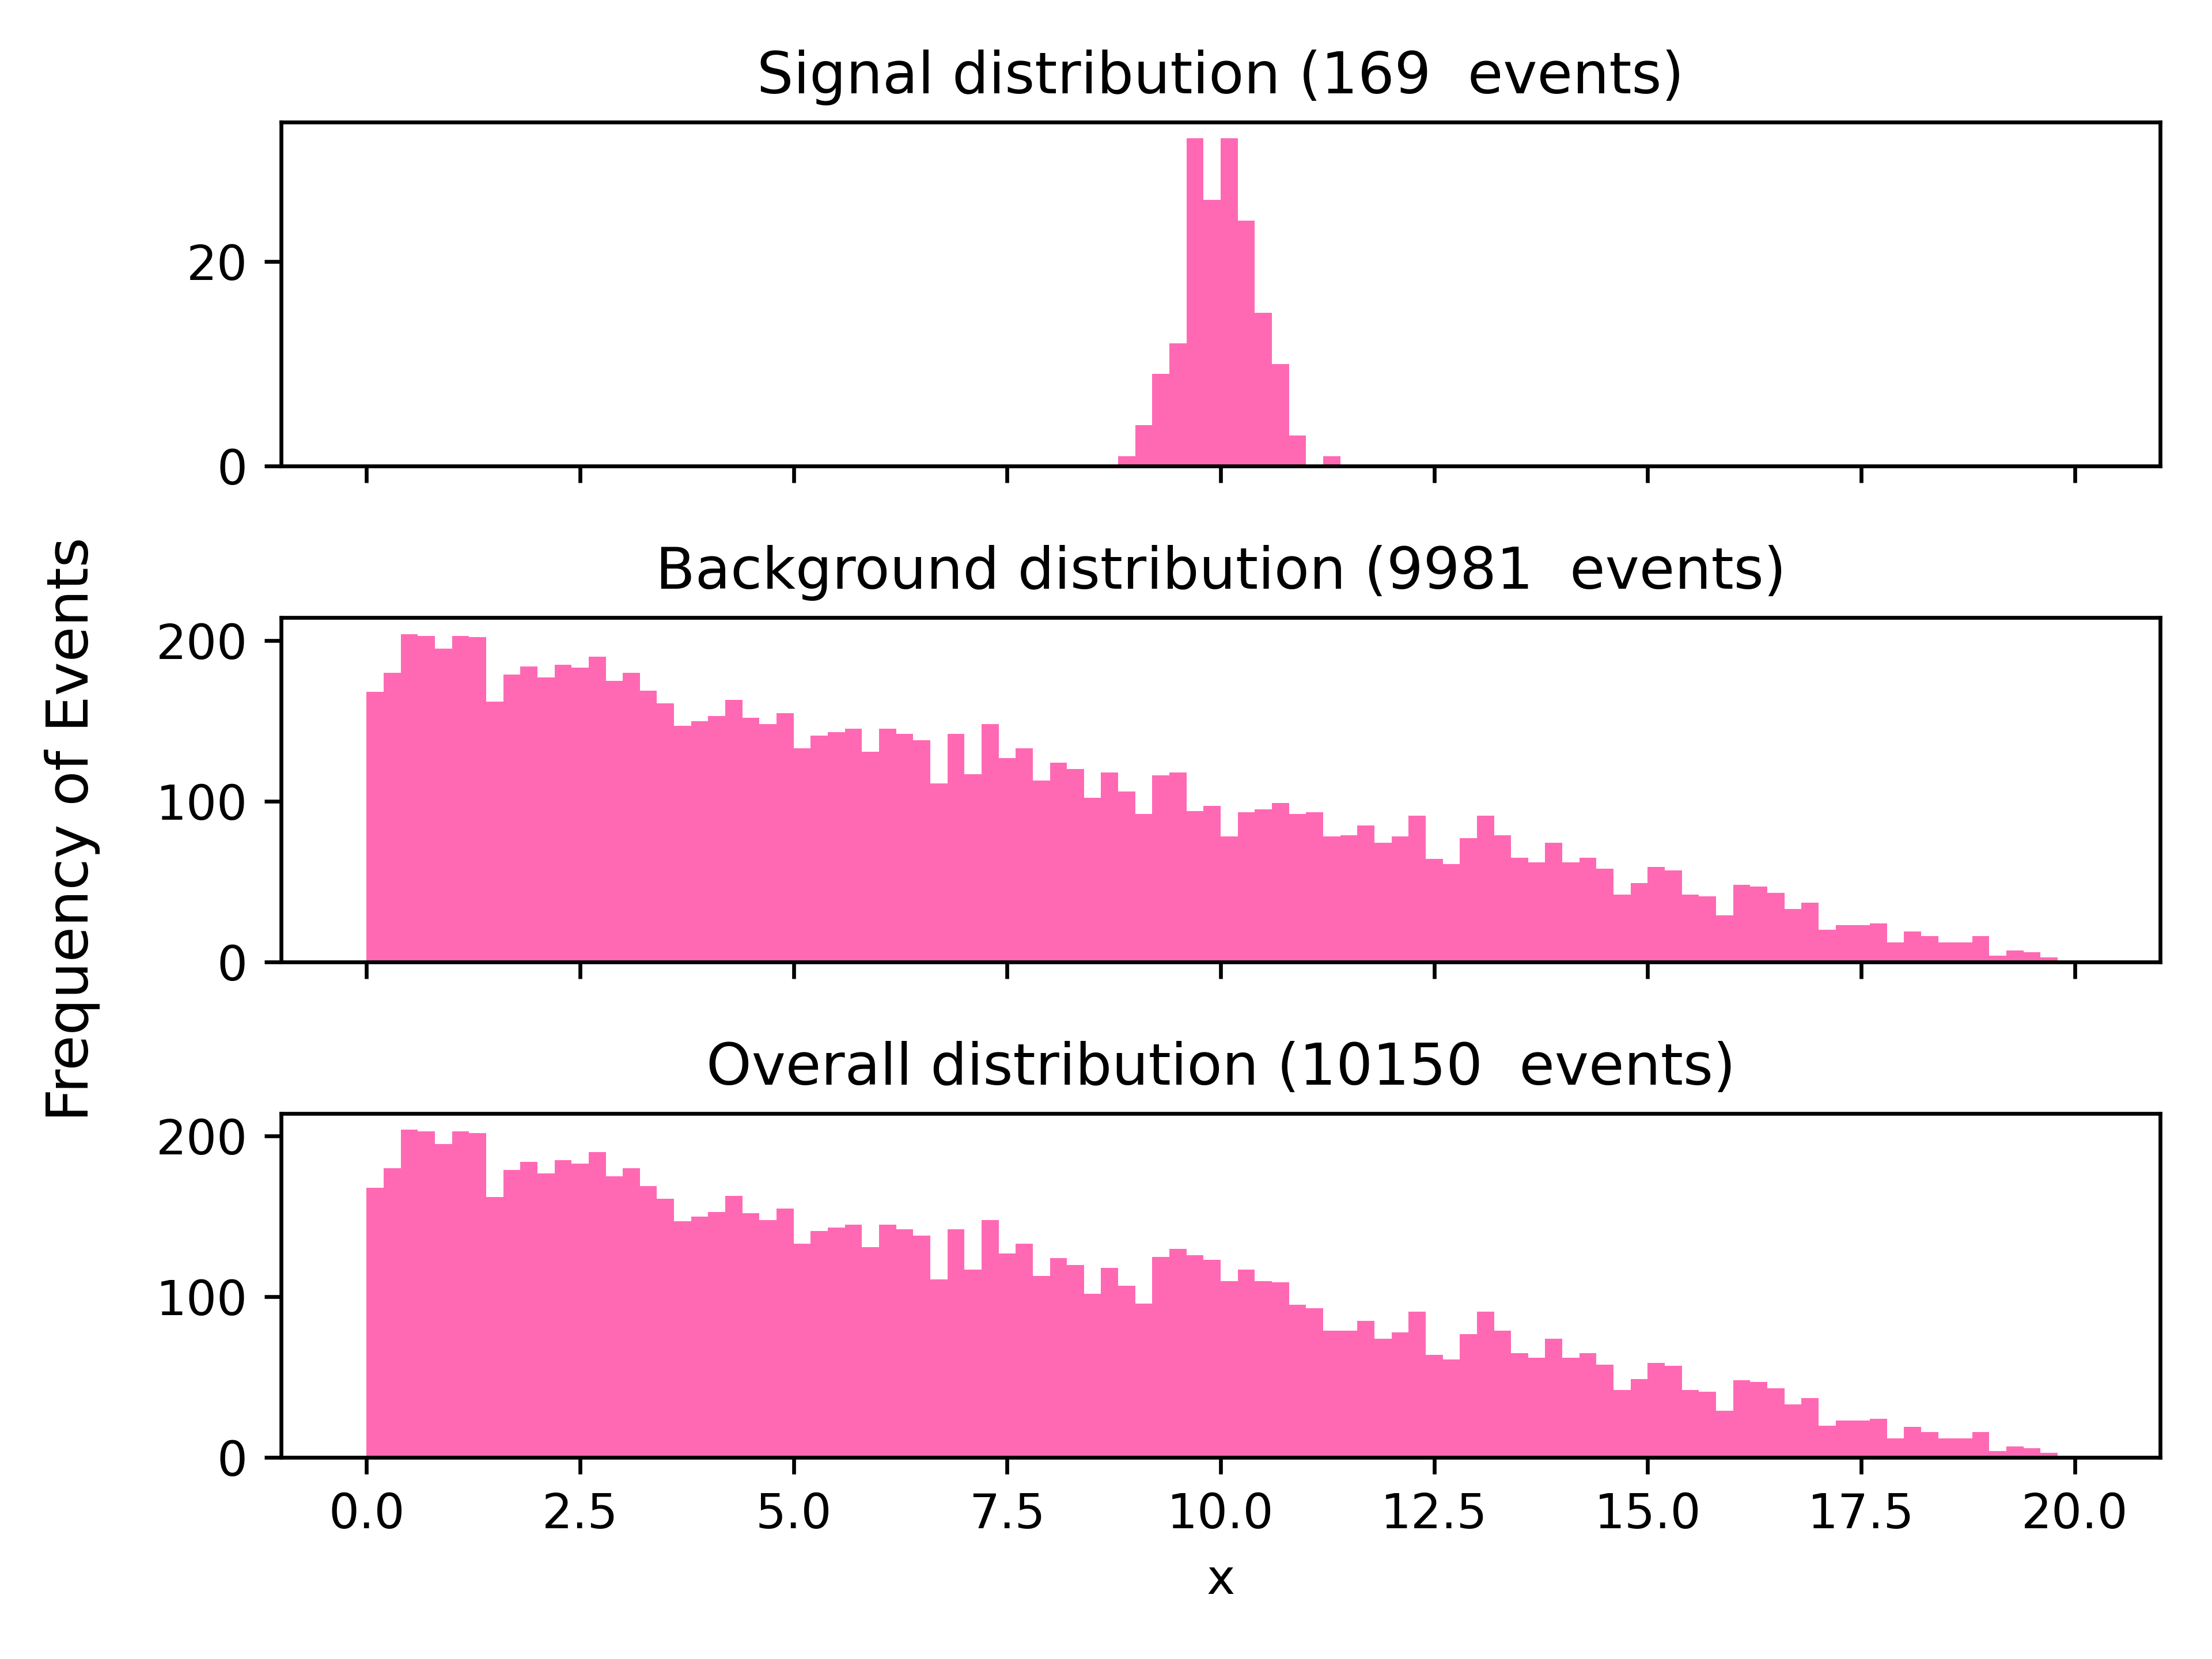 Signal distribution (169  events)
20
0
Frequency of Events
Background distribution (9981  events)
200
100
0
Overall distribution (10150  events)
200
100
0
0.0 2.5 5.0 7.5 10.0 12.5 15.0 17.5 20.0
x